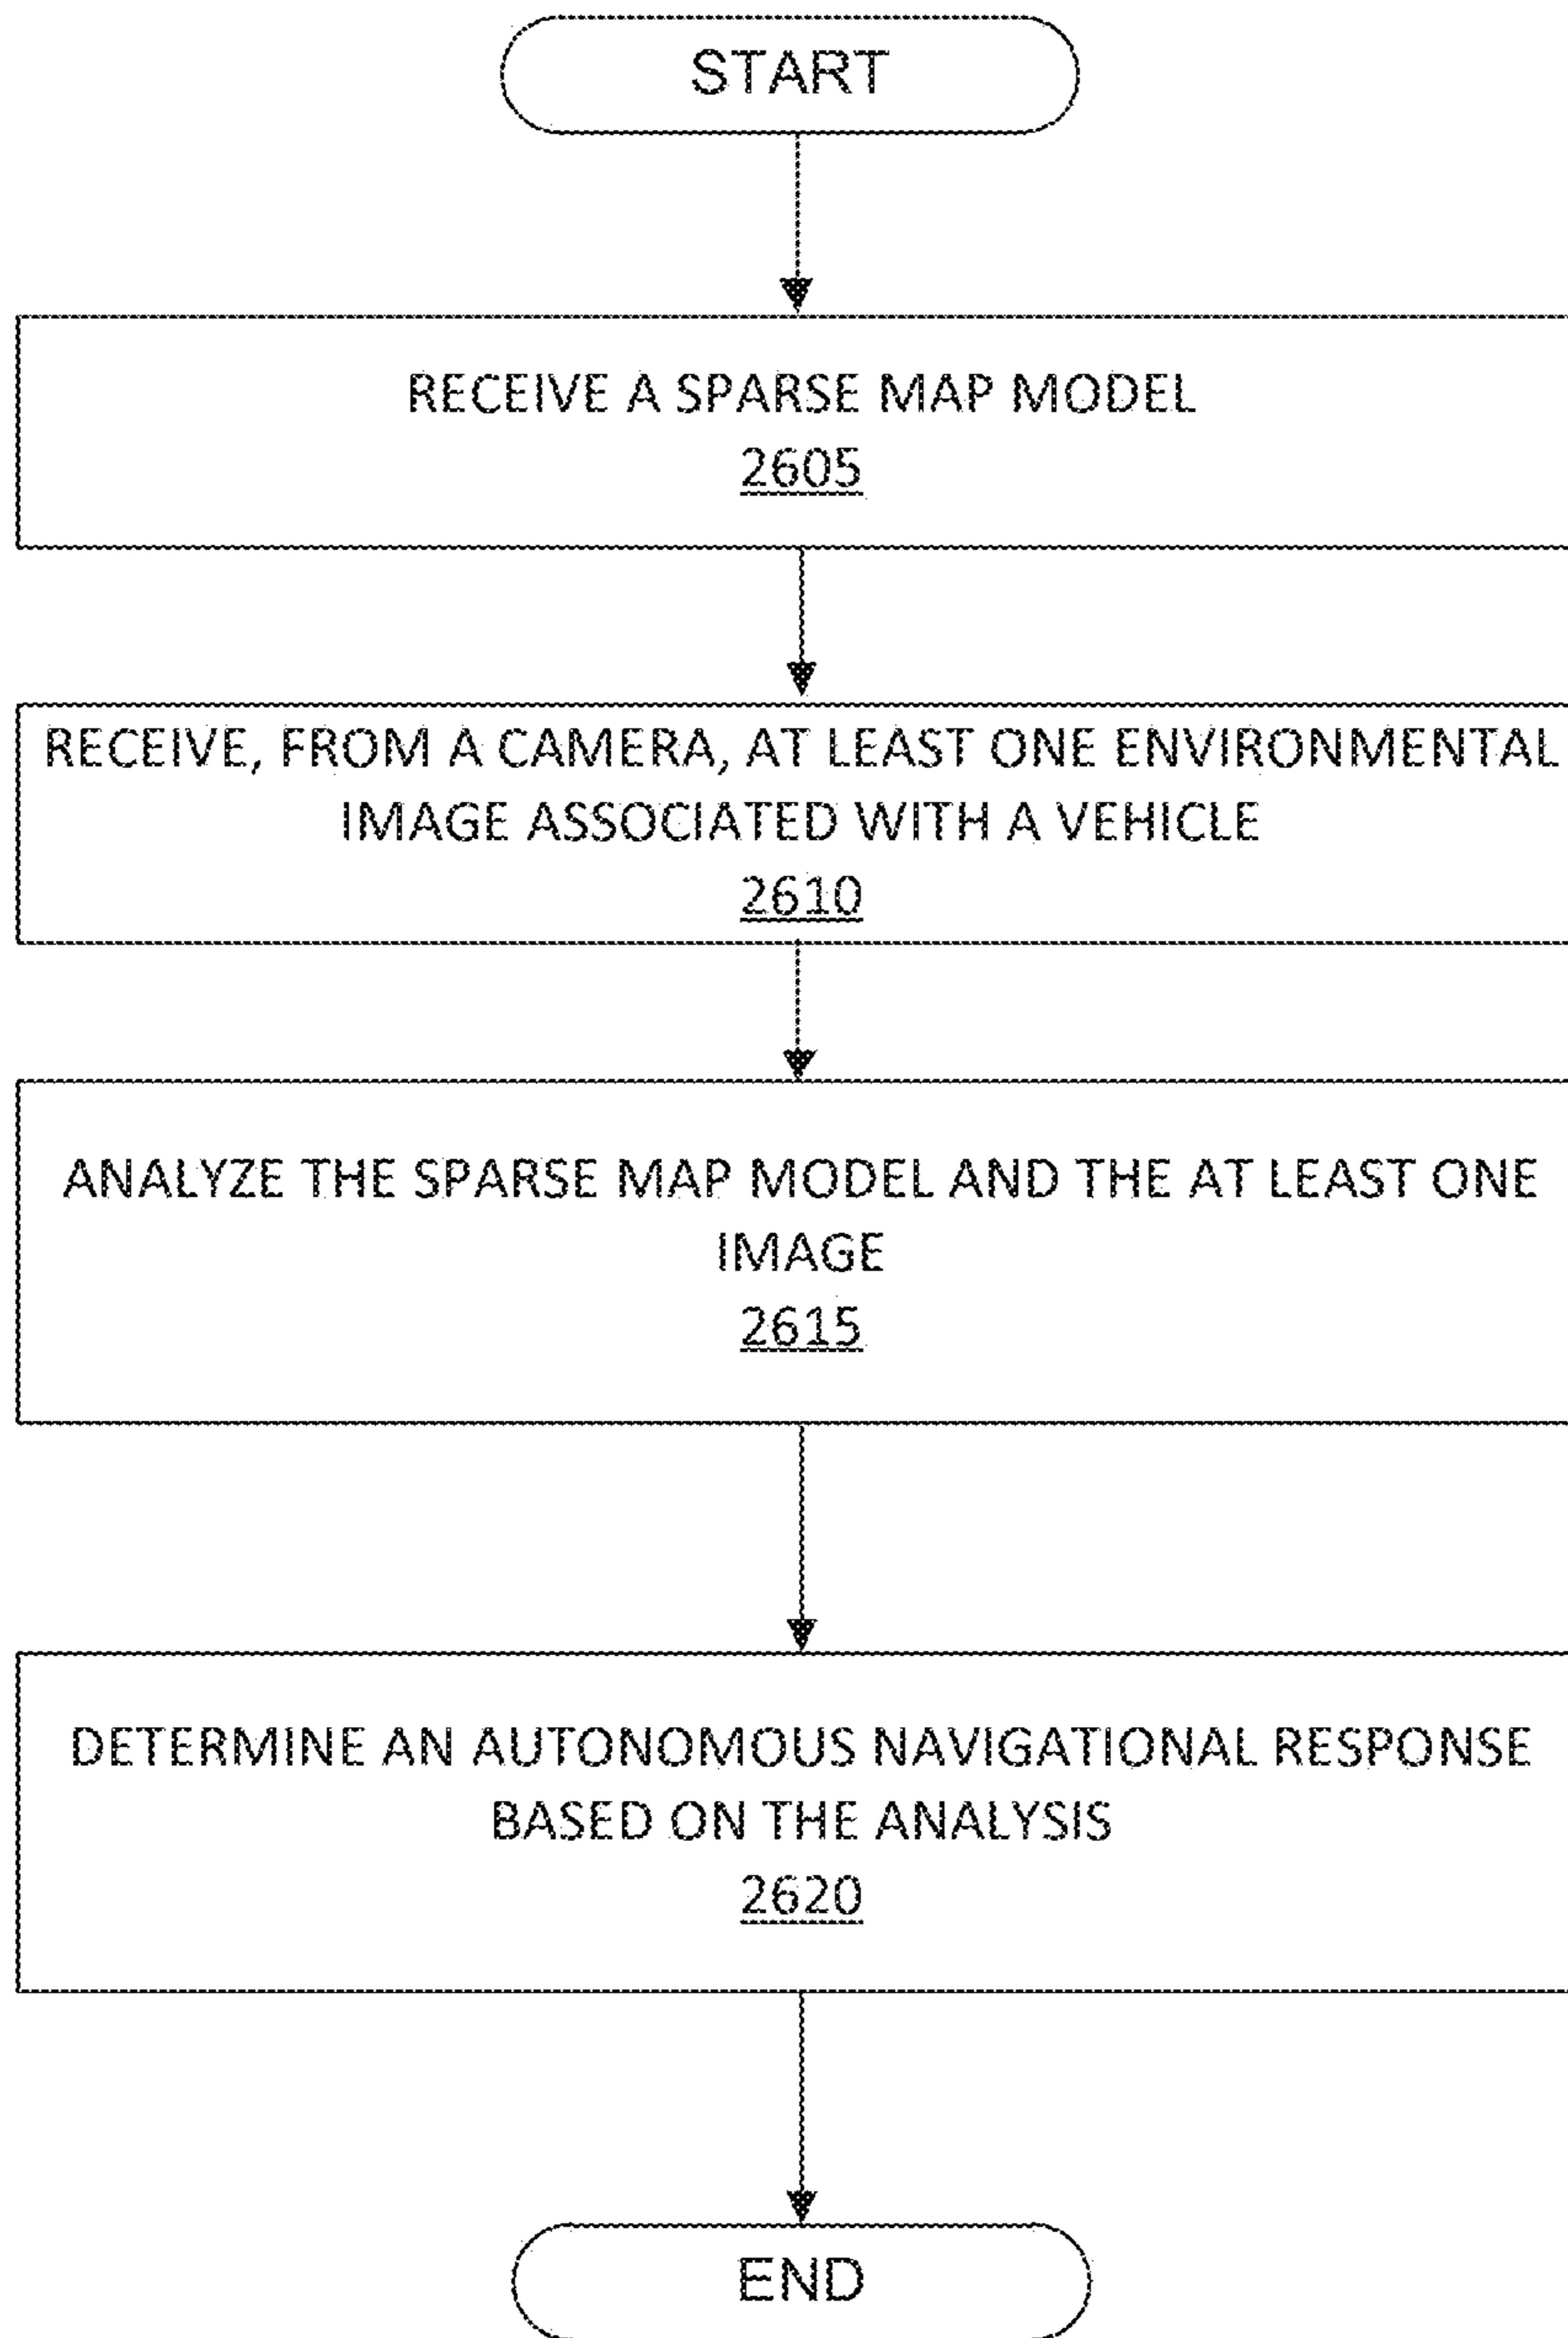 START
RECEIVE A SPARSE MAP MODEL
2605
RECEIVE, FROM A CAMERA, AT LEAST ONE ENVIRONMENTAL
IMAGE ASSOCIATED WITH A VEHICLE
2610
ANALYZE THE SPARSE MAP MODEL AND THE AT LEAST ONE
IMAGE
2615
DETERMINE AN AUTONOMOUS NAVIGATIONAL RESPONSE
BASED ON THE ANALYSIS
2620
END